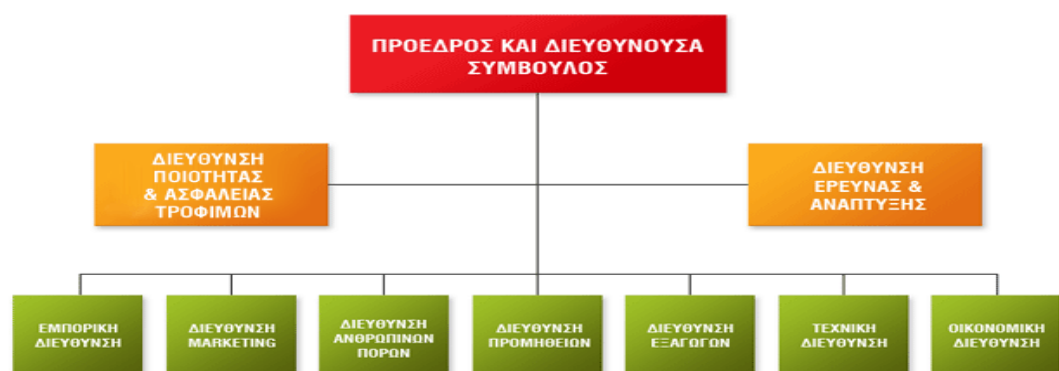 ΠΡΟΕΔΡΟΣ ΚΑΙ ΔΙΕΥΘΥΝΟΥΣΑ
ΣΥΜΒΟΥΛΟΣ
ΔΙΕΥΘΥΝΣΗ
ΠΟΙΟΤΗΤΑΣ
& ΑΣΦΑΛΕΙΑΣ
ΤΡΟΦΙΜΩΝ
ΔΙΕΥΘΥΝΣΗ
ΕΡΕΥΝΑΣ &
ΑΝΑΠΤΥΞΗΣ
ΕΜΠΟΡΙΚΗ
ΔΙΕΥΘΥΝΣΗ
ΔΙΕΥΘΥΝΣΗ
MARKETING
ΔΙΕΥΘΥΝΣΗ
ΑΝΘΡΩΠΙΝΩΝ
ΠΟΡΩΝ
ΔΙΕΥΘΥΝΣΗ
ΠΡΟΜΗΘΕΙΩΝ
ΔΙΕΥΘΥΝΣΗ
ΕΞΑΓΩΓΩΝ
ΤΕΧΝΙΚΗ
ΔΙΕΥΘΥΝΣΗ
ΟΙΚΟΝΟΜΙΚΗ
ΔΙΕΥΘΥΝΣΗ